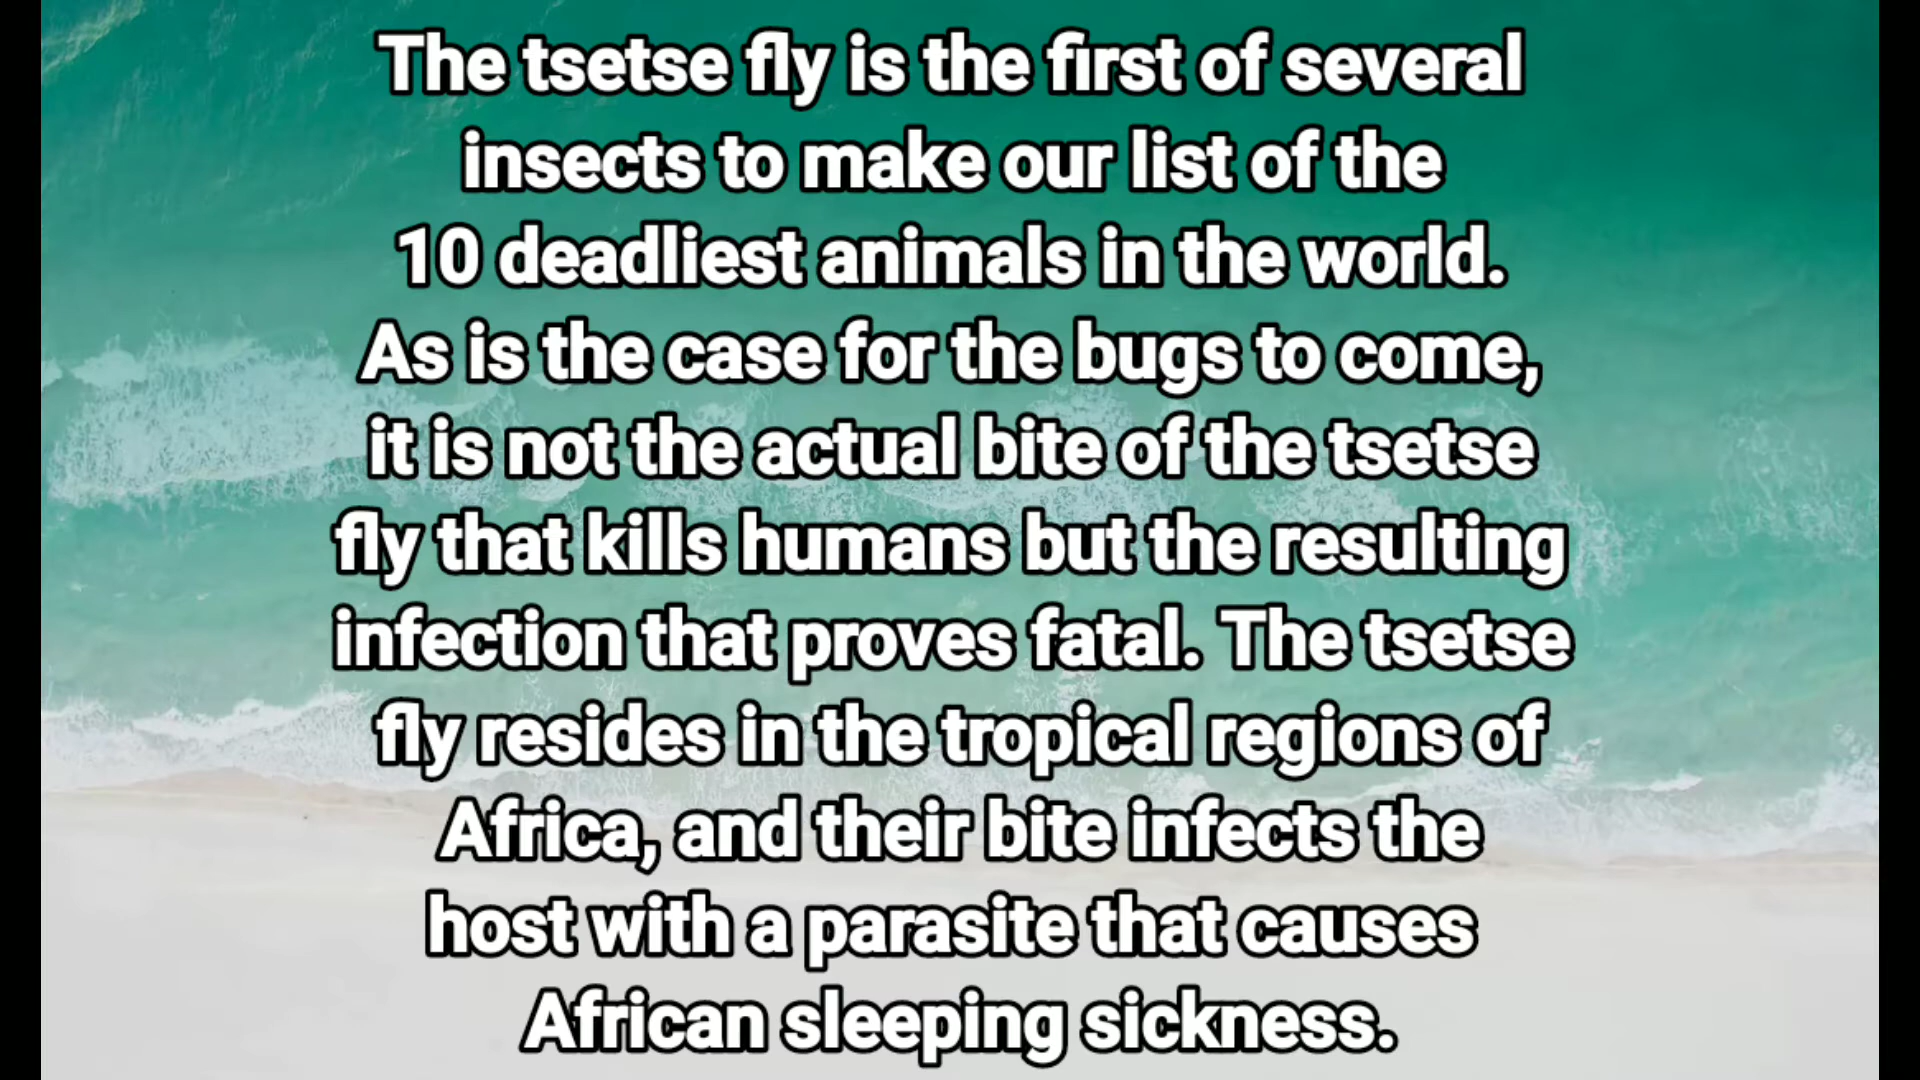 The tsetse fly is the first of several
insects to make our list of the
10 deadliest animals in the world.
As is the case for the bugs to come,
it is not the actual bite of the tsetse
fly that kills humans but the resulting
infection that proves fatal. The tsetse
fly resides in the tropical regions of
Africa, and their bite infects the
host with a parasite that causes
African sleeping sickness.